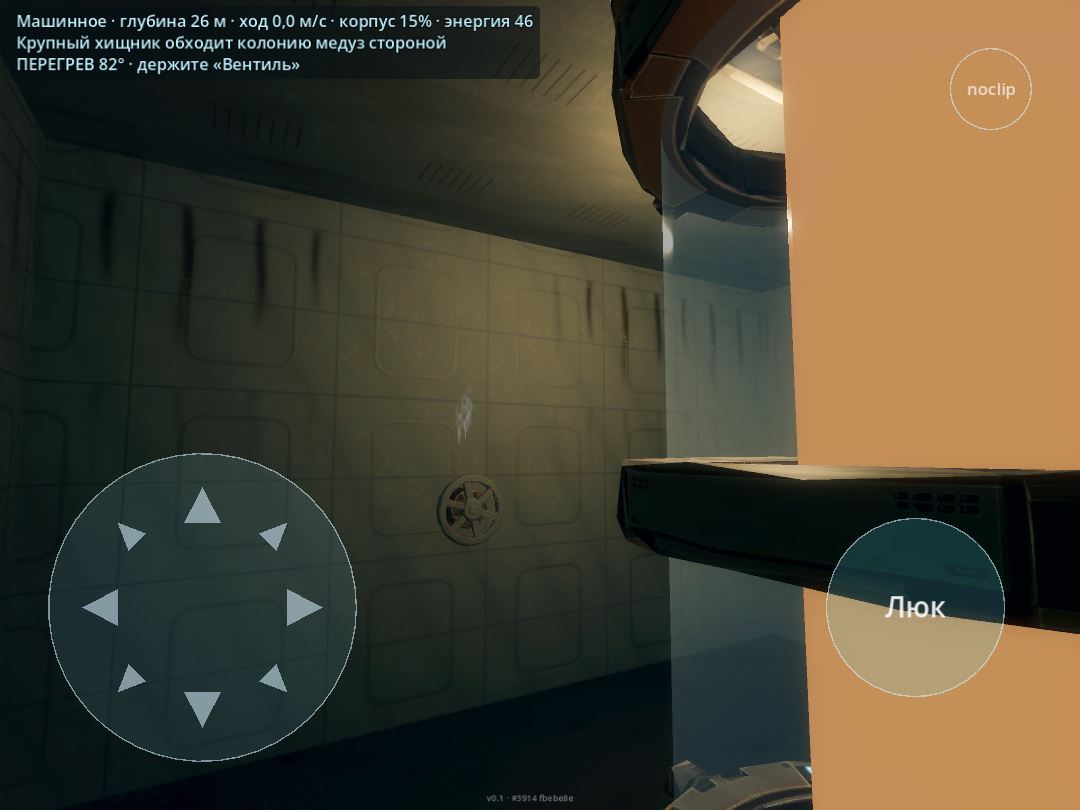 Машинное · глубина 26 м · ход 0,0 м/с · корпус 15% · энергия 46
Крупный хищник обходит колонию медуз стороной
ПЕРЕГРЕВ 82° · держите «Вентиль»
noclip
Люк
v0.1 · #3914 fbebe8e